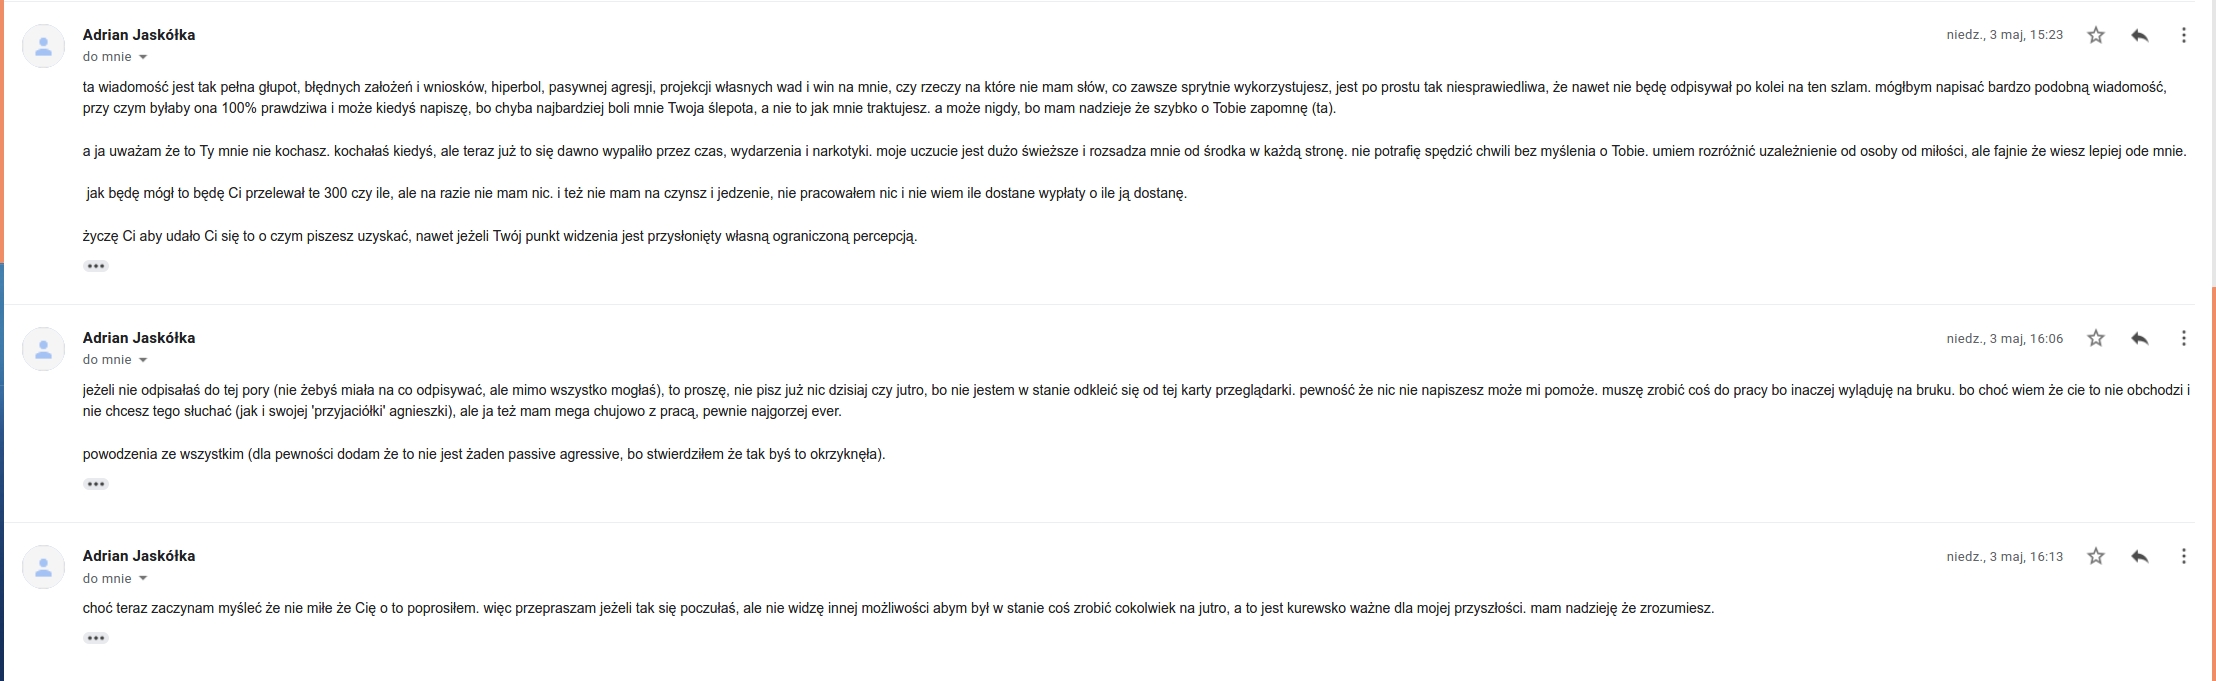 Adrian Jaskółka
niedz., 3 maj, 15:23
do mnie
ta wiadomość jest tak pełna głupot, błędnych założeń i wniosków, hiperbol, pasywnej agresji, projekcji własnych wad i win na mnie, czy rzeczy na które nie mam słów, co zawsze sprytnie wykorzystujesz, jest po prostu tak niesprawiedliwa, że nawet nie będę odpisywał po kolei na ten szlam. mógłbym napisać bardzo podobną wiadomość,
przy czym byłaby ona 100% prawdziwa i może kiedyś napiszę, bo chyba najbardziej boli mnie Twoja ślepota, a nie to jak mnie traktujesz. a może nigdy, bo mam nadzieje że szybko o Tobie zapomnę (ta).
a ja uważam że to Ty mnie nie kochasz. kochałaś kiedyś, ale teraz już to się dawno wypaliło przez czas, wydarzenia i narkotyki. moje uczucie jest dużo świeższe i rozsadza mnie od środka w każdą stronę. nie potrafię spędzić chwili bez myślenia o Tobie. umiem rozróżnić uzależnienie od osoby od miłości, ale fajnie że wiesz lepiej ode mnie.
jak będę mógł to będę Ci przelewał te 300 czy ile, ale na razie nie mam nic. i też nie mam na czynsz i jedzenie, nie pracowałem nic i nie wiem ile dostane wypłaty o ile ją dostanę.
życzę Ci aby udało Ci się to o czym piszesz uzyskać, nawet jeżeli Twój punkt widzenia jest przysłonięty własną ograniczoną percepcją.
Adrian Jaskółka
niedz., 3 maj, 16:06
do mnie
jeżeli nie odpisałaś do tej pory (nie żebyś miała na co odpisywać, ale mimo wszystko mogłaś), to proszę, nie pisz już nic dzisiaj czy jutro, bo nie jestem w stanie odkleić się od tej karty przeglądarki. pewność że nic nie napiszesz może mi pomoże. muszę zrobić coś do pracy bo inaczej wyląduję na bruku. bo choć wiem że cie to nie obchodzi i
nie chcesz tego słuchać (jak i swojej 'przyjaciółki' agnieszki), ale ja też mam mega chujowo z pracą, pewnie najgorzej ever.
powodzenia ze wszystkim (dla pewności dodam że to nie jest żaden passive agressive, bo stwierdziłem że tak byś to okrzyknęła).
Adrian Jaskółka
niedz., 3 maj, 16:13
do mnie
choć teraz zaczynam myśleć że nie miłe że Cię o to poprosiłem. więc przepraszam jeżeli tak się poczułaś, ale nie widzę innej możliwości abym był w stanie coś zrobić cokolwiek na jutro, a to jest kurewsko ważne dla mojej przyszłości. mam nadzieję że zrozumiesz.